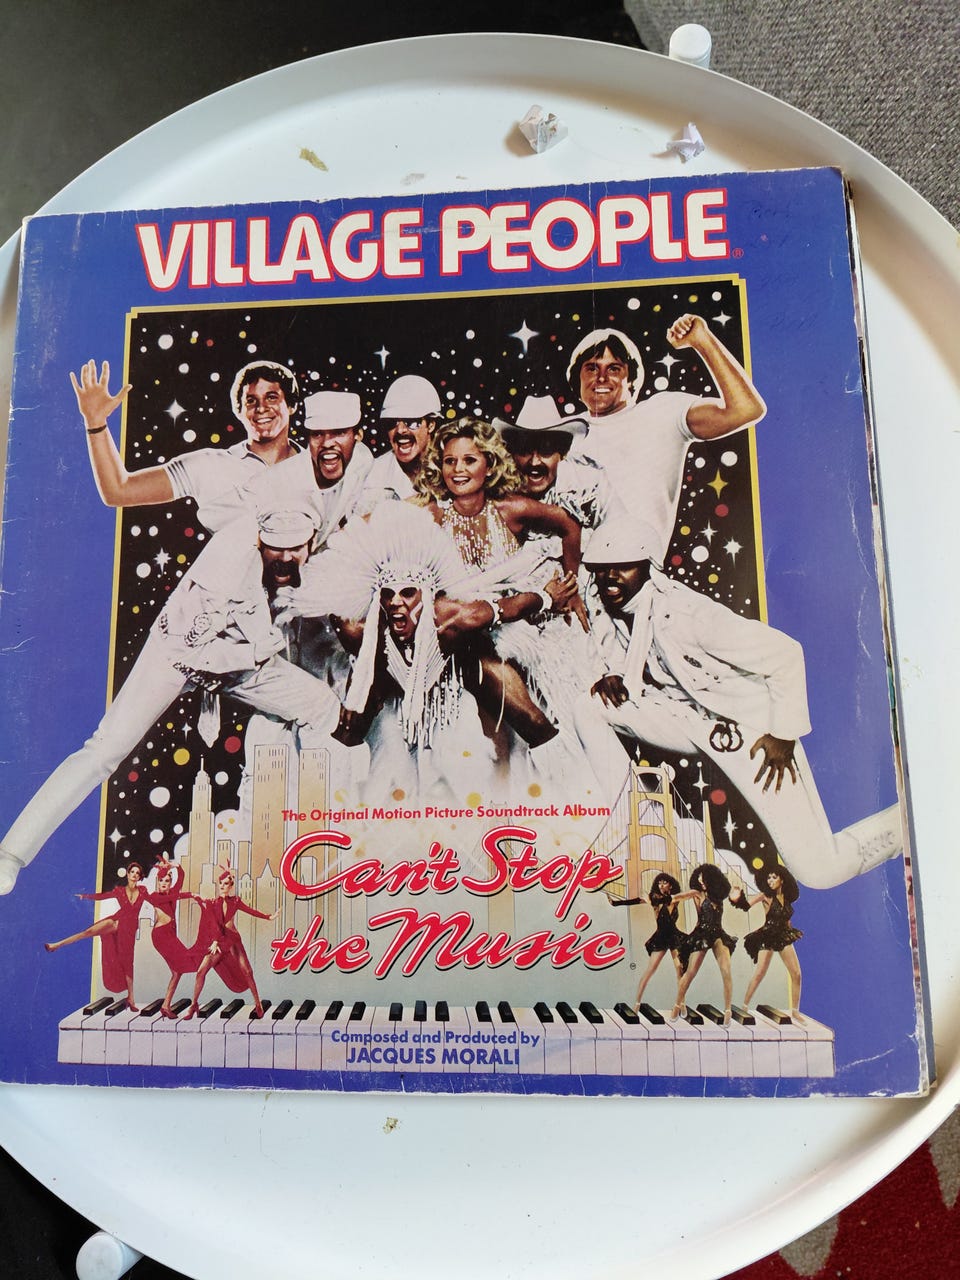 VILLAGE PEOPLE®
The Original Motion Picture Soundtrack Album
Can't Stop
the Music
Composed and Produced by
JACQUES MORALI